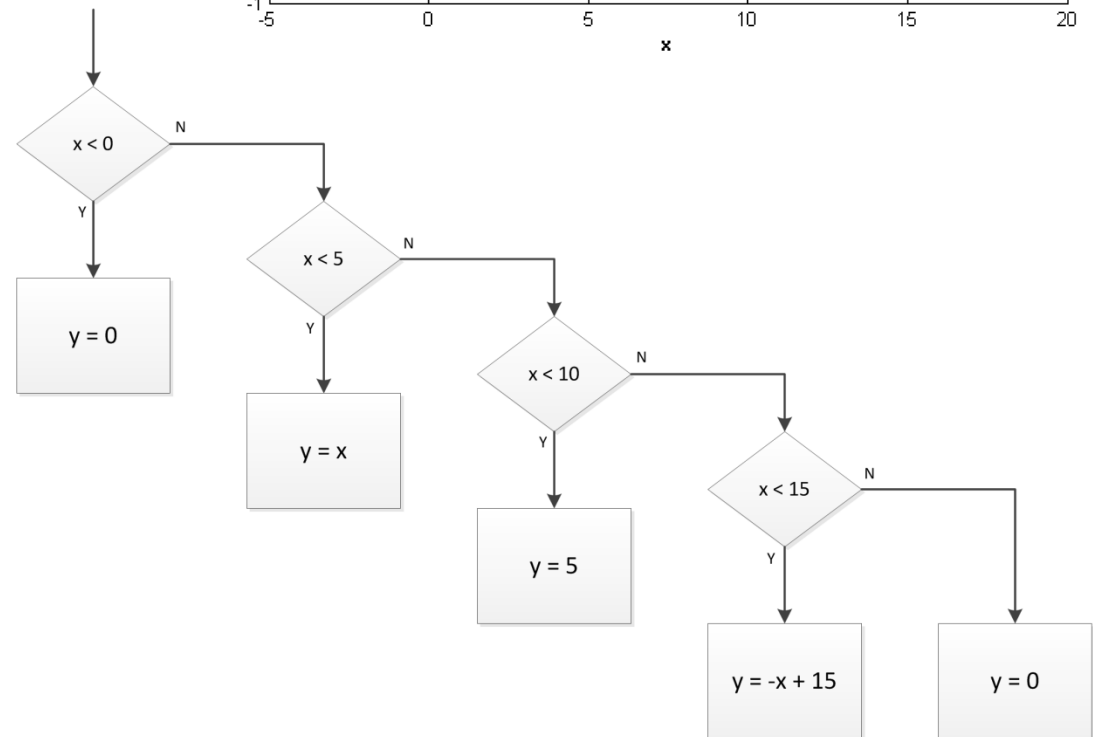 -1
-5 0 5 10 15 20
x
x < 0
N
Y
y = 0
x < 5
N
Y
y = x
x < 10
N
Y
y = 5
x < 15
N
Y
y = -x + 15
y = 0